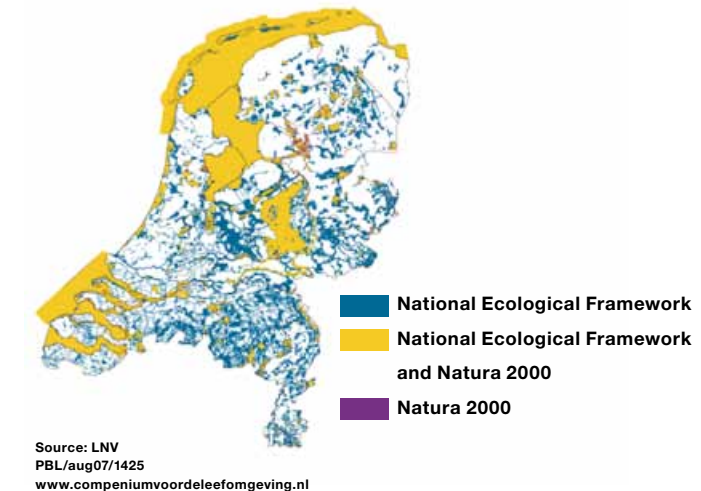 National Ecological Framework
National Ecological Framework
and Natura 2000
Natura 2000
Source: LNV
PBL/aug07/1425
www.compeniumvoordeleefomgeving.nl